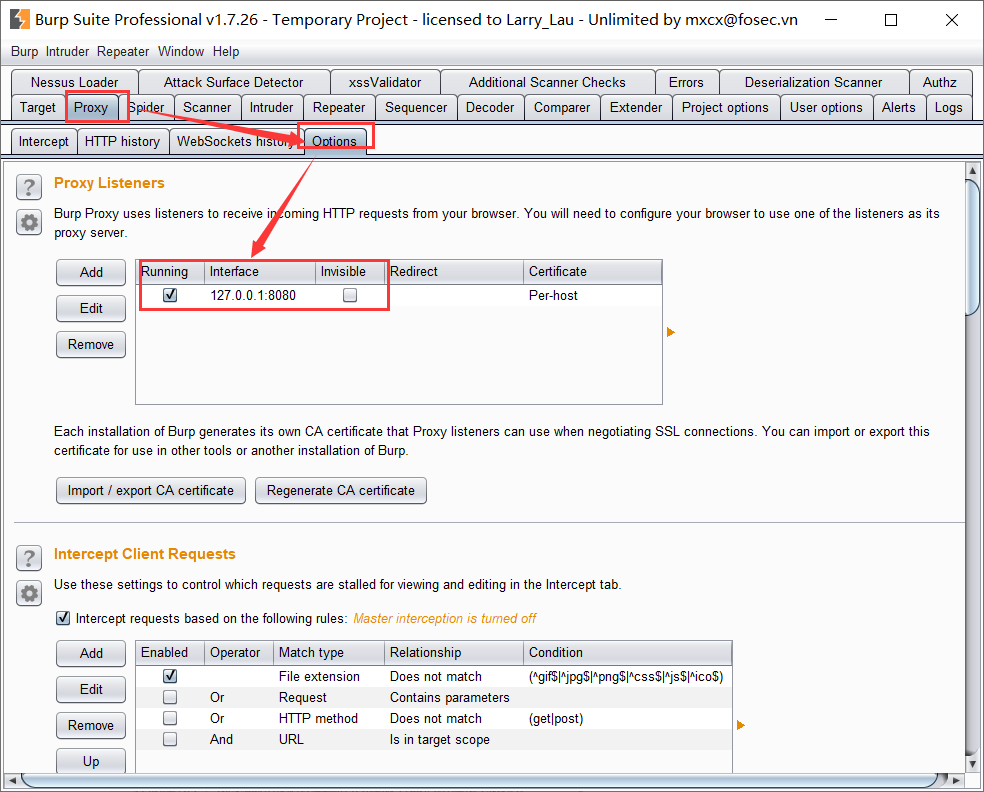 Burp Suite Professional v1.7.26 - Temporary Project - licensed to Larry_Lau - Unlimited by mxcx@fosec.vn
Burp Intruder Repeater Window Help
Nessus Loader Attack Surface Detector xssValidator Additional Scanner Checks Errors Deserialization Scanner Authz
Target Proxy Spider Scanner Intruder Repeater Sequencer Decoder Comparer Extender Project options User options Alerts Logs
Intercept HTTP history WebSockets history Options
? Proxy Listeners
Burp Proxy uses listeners to receive incoming HTTP requests from your browser. You will need to configure your browser to use one of the listeners as its
proxy server.
Add Running Interface Invisible Redirect Certificate
127.0.0.1:8080 Per-host
Edit
Remove
Each installation of Burp generates its own CA certificate that Proxy listeners can use when negotiating SSL connections. You can import or export this
certificate for use in other tools or another installation of Burp.
Import / export CA certificate Regenerate CA certificate
? Intercept Client Requests
Use these settings to control which requests are stalled for viewing and editing in the Intercept tab.
Intercept requests based on the following rules: Master interception is turned off
Add Enabled Operator Match type Relationship Condition
File extension Does not match (^gif$|^jpg$|^png$|^css$|^js$|^ico$)
Edit Or Request Contains parameters
Remove Or HTTP method Does not match (get|post)
And URL Is in target scope
Up